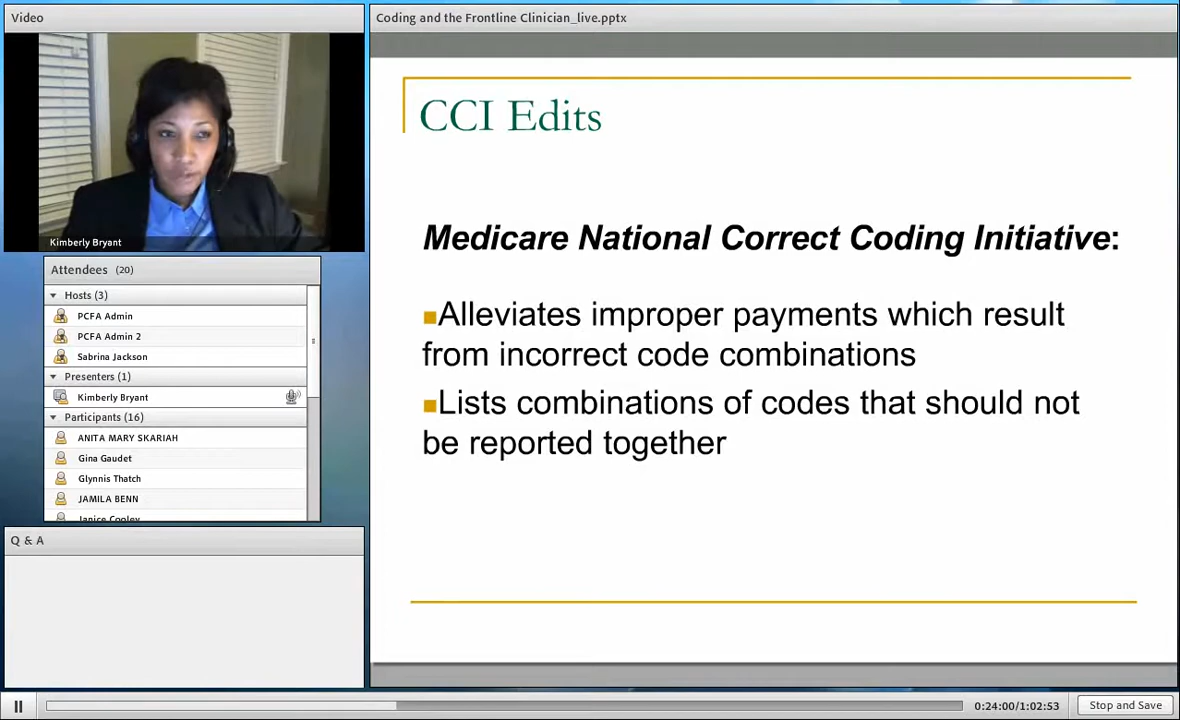 Video
Kimberly Bryant
Attendees (20)
Hosts (3)
PCFA Admin
PCFA Admin 2
Sabrina Jackson
Presenters (1)
Kimberly Bryant
Participants (16)
ANITA MARY SKARIAH
Gina Gaudet
Glynnis Thatch
JAMILA BENN
Janice Cooley
Q & A
Coding and the Frontline Clinician_live.pptx
CCI Edits
Medicare National Correct Coding Initiative:
Alleviates improper payments which result
from incorrect code combinations
Lists combinations of codes that should not
be reported together
0:24:00/1:02:53
Stop and Save